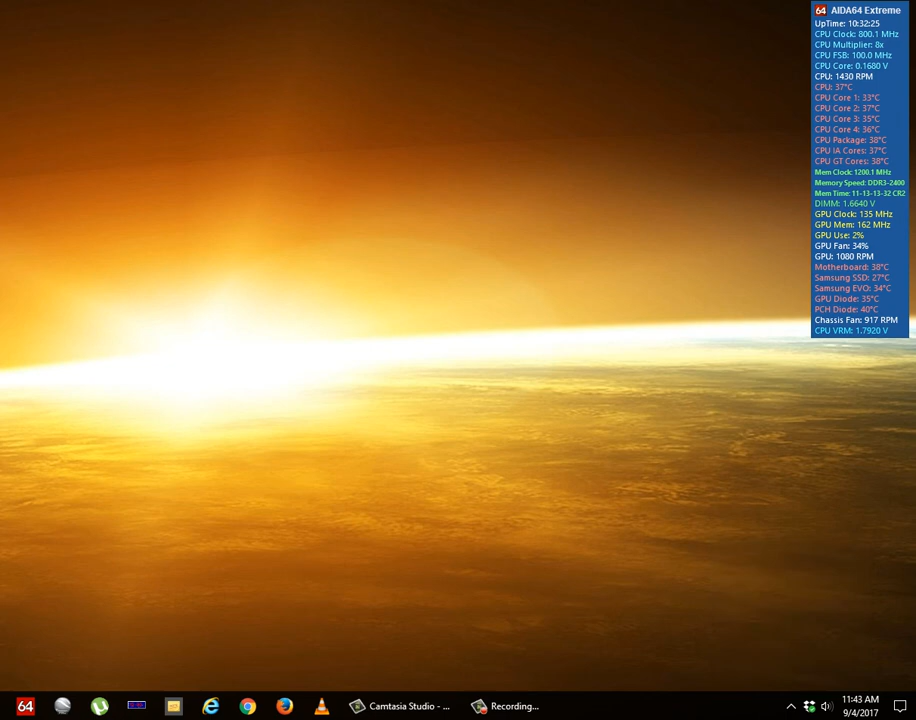 64 AIDA64 Extreme
UpTime: 10:32:25
CPU Clock: 800.1 MHz
CPU Multiplier: 8x
CPU FSB: 100.0 MHz
CPU Core: 0.1680 V
CPU: 1430 RPM
CPU: 37°C
CPU Core 1: 33°C
CPU Core 2: 37°C
CPU Core 3: 35°C
CPU Core 4: 36°C
CPU Package: 38°C
CPU IA Cores: 37°C
CPU GT Cores: 38°C
Mem Clock: 1200.1 MHz
Memory Speed: DDR3-2400
Mem Time: 11-13-13-32 CR2
DIMM: 1.6640 V
GPU Clock: 135 MHz
GPU Mem: 162 MHz
GPU Use: 2%
GPU Fan: 34%
GPU: 1080 RPM
Motherboard: 38°C
Samsung SSD: 27°C
Samsung EVO: 34°C
GPU Diode: 35°C
PCH Diode: 40°C
Chassis Fan: 917 RPM
CPU VRM: 1.7920 V
64
Camtasia Studio - ...
Recording...
11:43 AM
9/4/2017